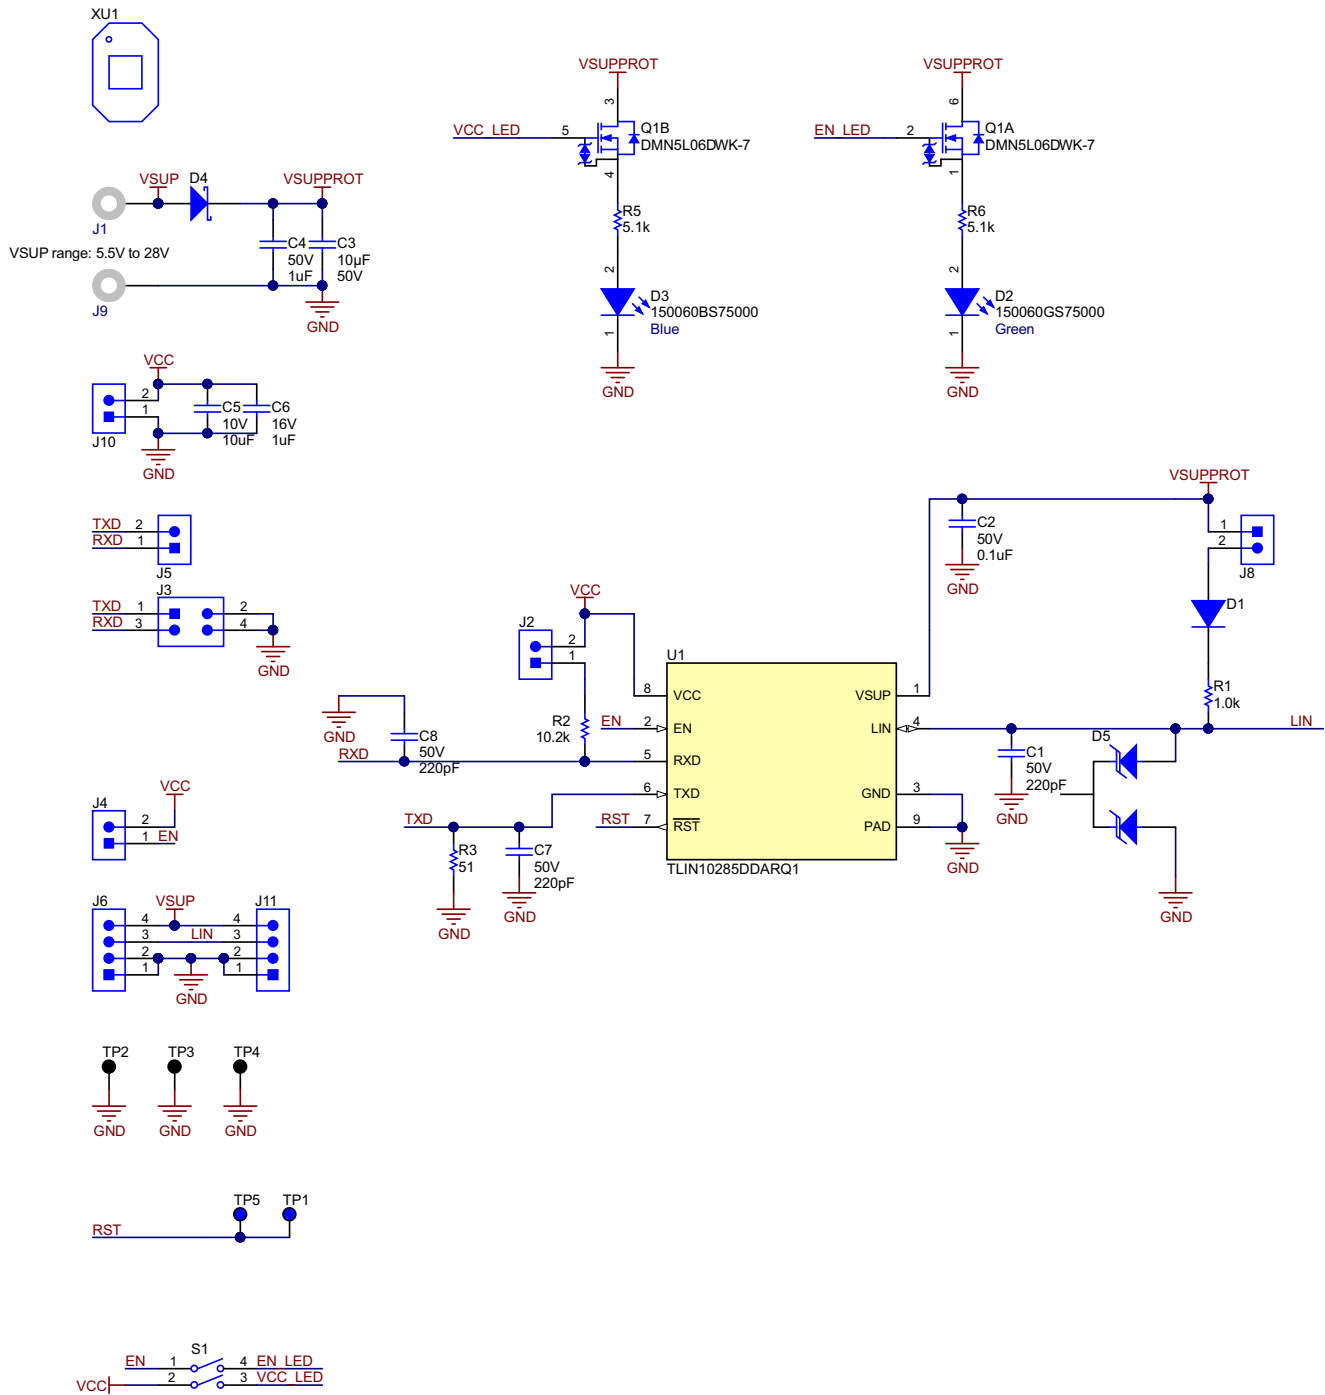 XU1
VSUP
D4
VSUPPROT
J1
C4
50V
1uF
C3
10µF
50V
VSUP range: 5.5V to 28V
J9
GND
VSUPPROT
3
VCC_LED
5
Q1B
DMN5L06DWK-7
4
R5
5.1k
2
D3
150060BS75000
Blue
1
GND
VSUPPROT
6
EN_LED
2
Q1A
DMN5L06DWK-7
1
R6
5.1k
2
D2
150060GS75000
Green
1
GND
VCC
2
1
J10
C5
10V
10uF
C6
16V
1uF
GND
TXD 2
RXD 1
J5
J3
TXD 1
RXD 3
2
4
GND
VSUPPROT
C2
50V
0.1uF
GND
1
2
J8
D1
R1
1.0k
LIN
VCC
J2
2
1
R2
10.2k
GND
C8
50V
220pF
RXD
EN
U1
8 VCC
2 EN
5 RXD
6 TXD
7 RST
VSUP 1
LIN 4
GND 3
PAD 9
TLIN10285DDARQ1
RST
TXD
R3
51
GND
C7
50V
220pF
GND
GND
C1
50V
220pF
GND
D5
GND
VCC
J4
2
1 EN
J6
VSUP
J11
4
4
3
LIN
3
2
2
1
1
GND
TP2
TP3
TP4
GND
GND
GND
TP5
TP1
RST
S1
EN 1
4 EN_LED
VCC 2
3 VCC_LED